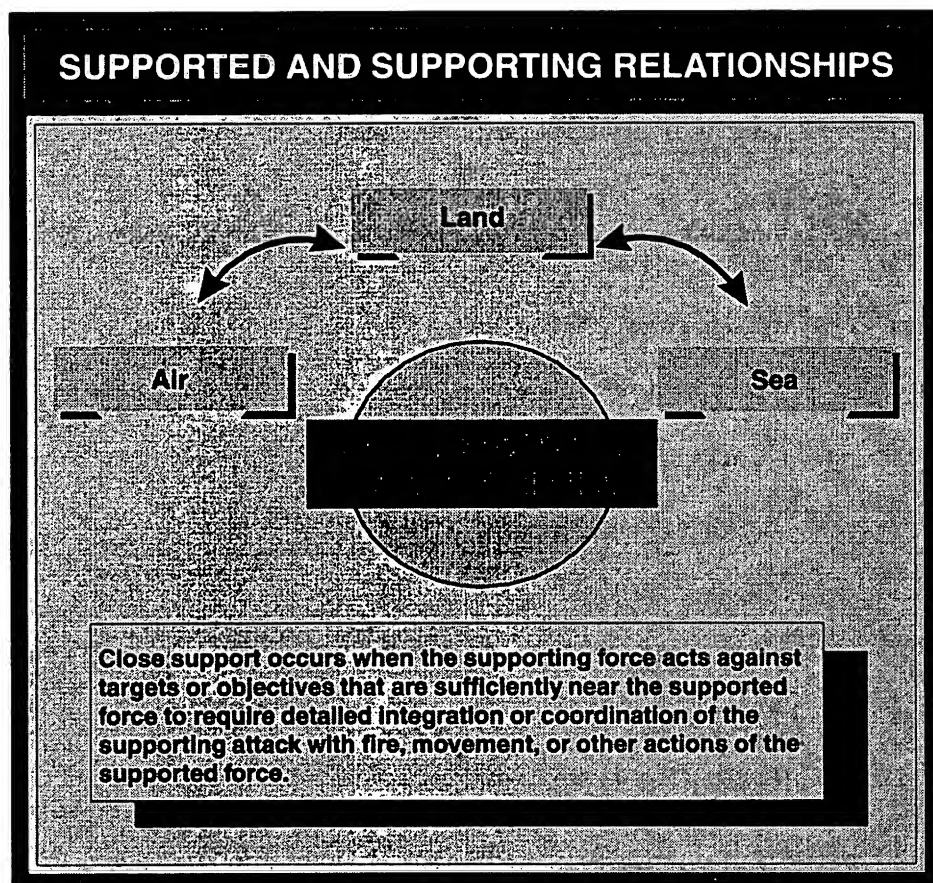 SUPPORTED AND SUPPORTING RELATIONSHIPS
Land
Air
Sea
Close support occurs when the supporting force acts against
targets or objectives that are sufficiently near the supported
force to require detailed integration or coordination of the
supporting attack with fire, movement, or other actions of the
supported force.